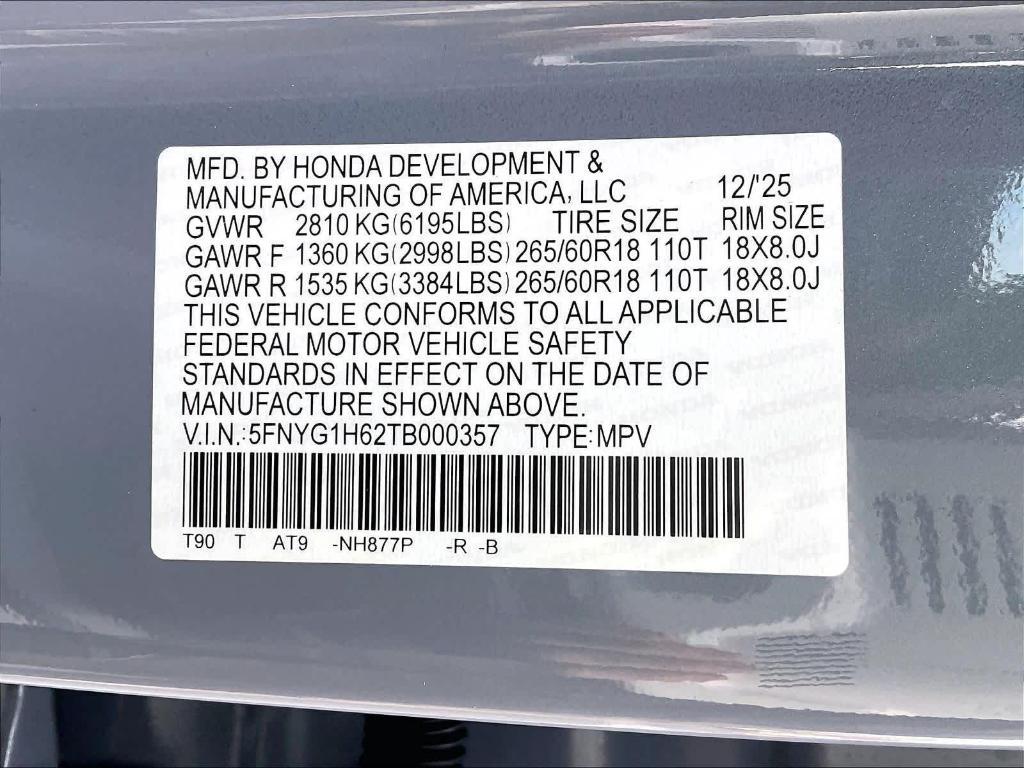 MFD. BY HONDA DEVELOPMENT &
MANUFACTURING OF AMERICA, LLC 12/'25
GVWR 2810 KG(6195LBS) TIRE SIZE RIM SIZE
GAWR F 1360 KG(2998LBS) 265/60R18 110T 18X8.0J
GAWR R 1535 KG(3384LBS) 265/60R18 110T 18X8.0J
THIS VEHICLE CONFORMS TO ALL APPLICABLE
FEDERAL MOTOR VEHICLE SAFETY
STANDARDS IN EFFECT ON THE DATE OF
MANUFACTURE SHOWN ABOVE.
V.I.N.:5FNYG1H62TB000357 TYPE:MPV
T90 T AT9 -NH877P -R -B